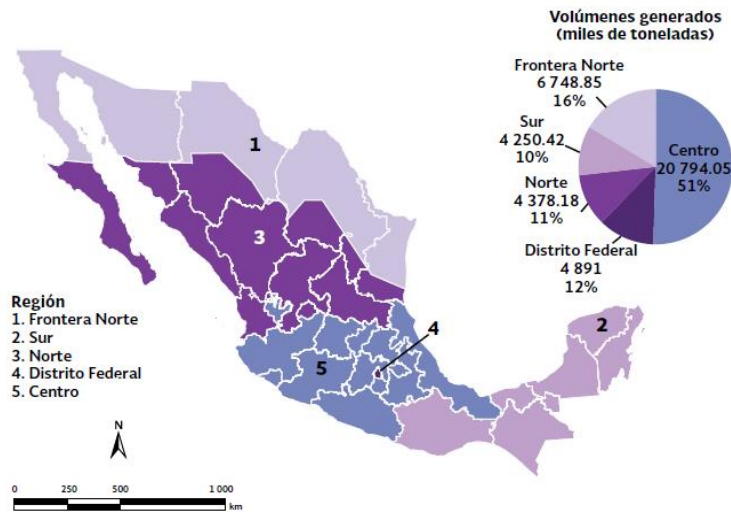 Volúmenes generados
(miles de toneladas)
Frontera Norte
6 748.85
16%
Sur
4 250.42
10%
Norte
4 378.18
11%
Distrito Federal
4 891
12%
Centro
20 794.05
51%
1
3
2
4
5
Región
1. Frontera Norte
2. Sur
3. Norte
4. Distrito Federal
5. Centro
N
0 250 500 1 000
km